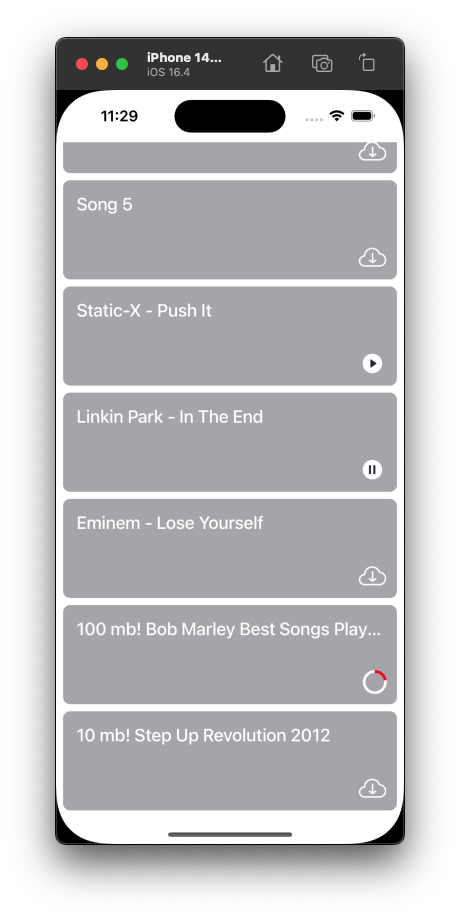 iPhone 14...
iOS 16.4
11:29
Song 5
Static-X - Push It
Linkin Park - In The End
Eminem - Lose Yourself
100 mb! Bob Marley Best Songs Play...
10 mb! Step Up Revolution 2012